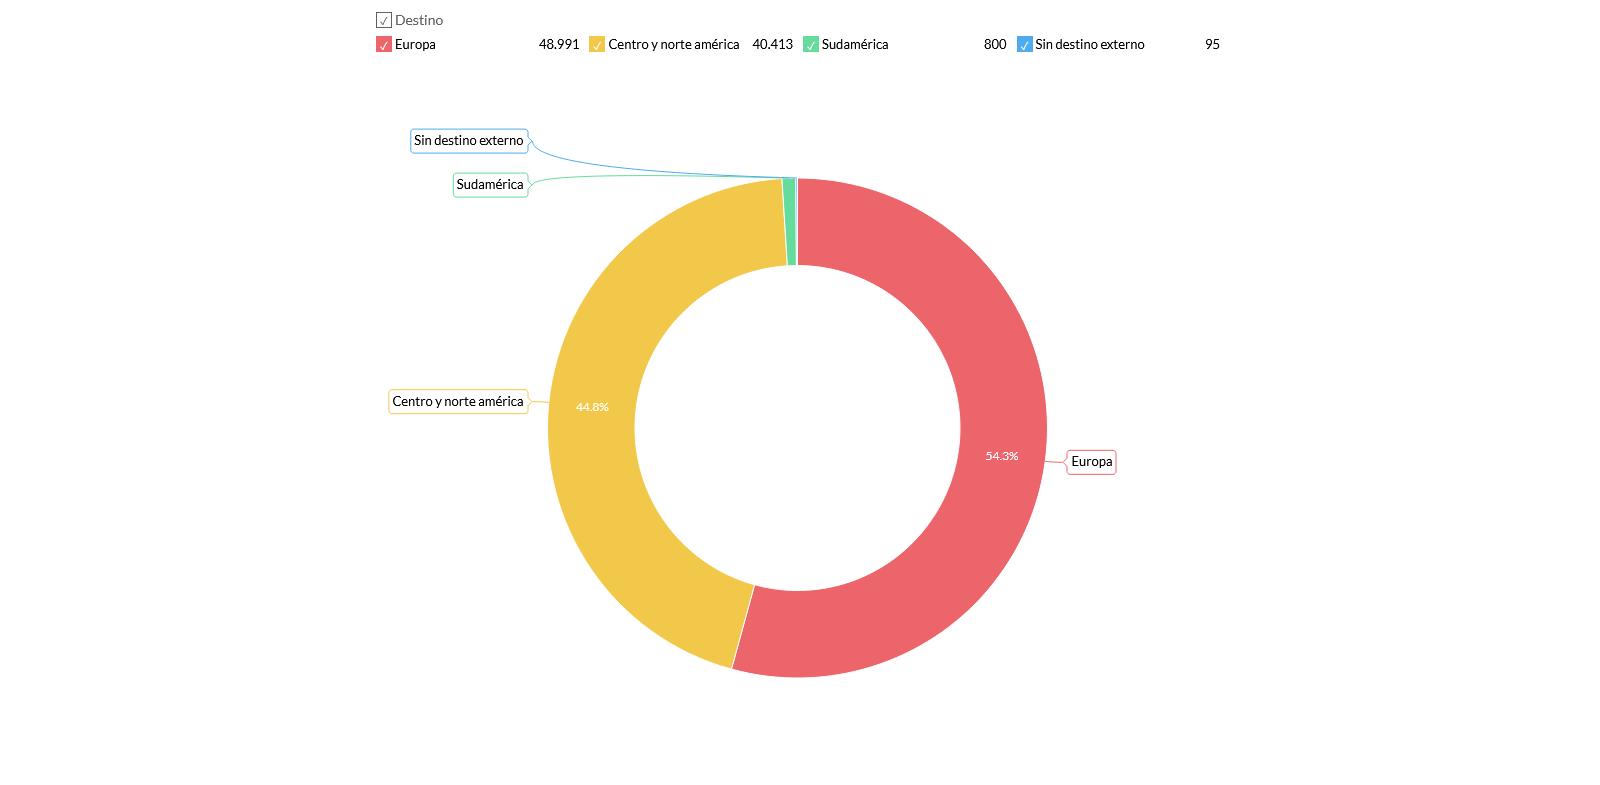 Destino
Europa 48.991 Centro y norte américa 40.413 Sudamérica 800 Sin destino externo 95
Sin destino externo
Sudamérica
Centro y norte américa
44.8%
54.3%
Europa